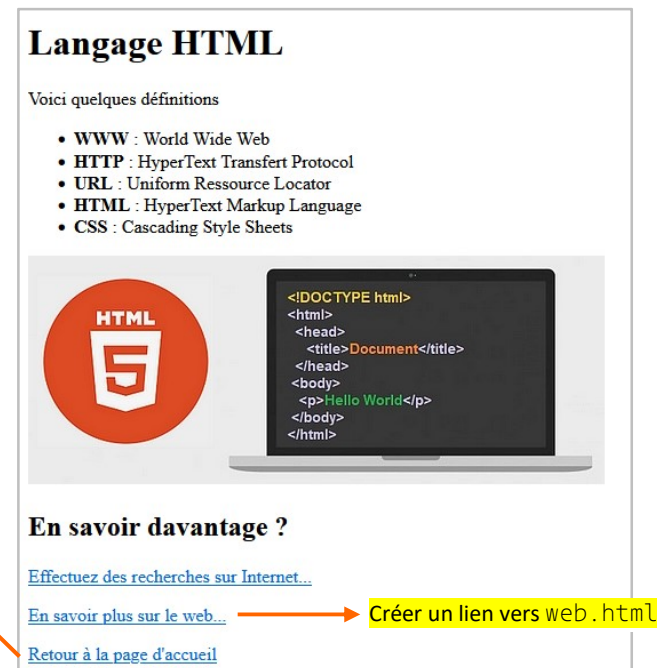 Langage HTML
Voici quelques définitions
• WWW : World Wide Web
• HTTP : HyperText Transfert Protocol
• URL : Uniform Ressource Locator
• HTML : HyperText Markup Language
• CSS : Cascading Style Sheets
HTML
5
<!DOCTYPE html>
<html>
<head>
<title>Document</title>
</head>
<body>
<p>Hello World</p>
</body>
</html>
En savoir davantage ?
Effectuez des recherches sur Internet...
En savoir plus sur le web... Créer un lien vers web.html
Retour à la page d'accueil